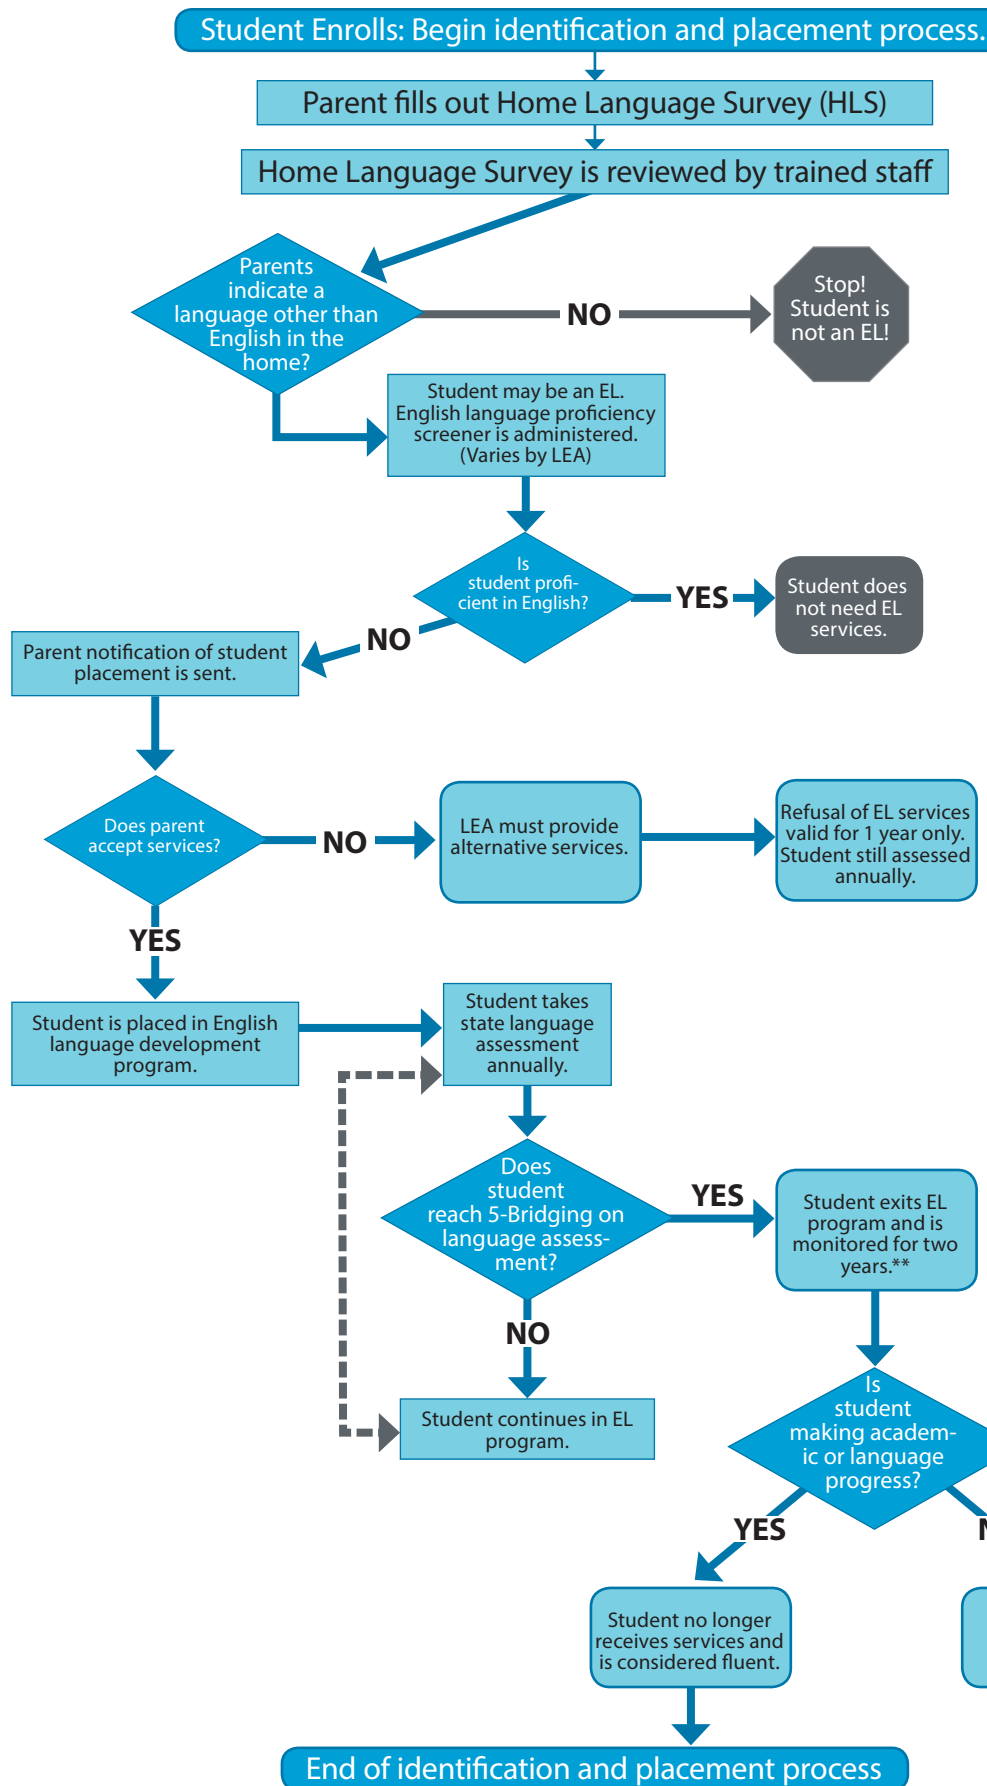 Student Enrolls: Begin identification and placement process.
Parent fills out Home Language Survey (HLS)
Home Language Survey is reviewed by trained staff
Parents
indicate a
language other than
English in the
home?
NO
Stop!
Student is
not an EL!
Student may be an EL.
English language proficiency
screener is administered.
(Varies by LEA)
Is
student profi-
cient in English?
YES
Student does
not need EL
services.
NO
Parent notification of student
placement is sent.
Does parent
accept services?
NO
LEA must provide
alternative services.
Refusal of EL services
valid for 1 year only.
Student still assessed
annually.
YES
Student is placed in English
language development
program.
Student takes
state language
assessment
annually.
Does
student
reach 5-Bridging on
language assess-
ment?
YES
Student exits EL
program and is
monitored for two
years.**
NO
Student continues in EL
program.
Is
student
making academ-
ic or language
progress?
YES
Student no longer
receives services and
is considered fluent.
End of identification and placement process